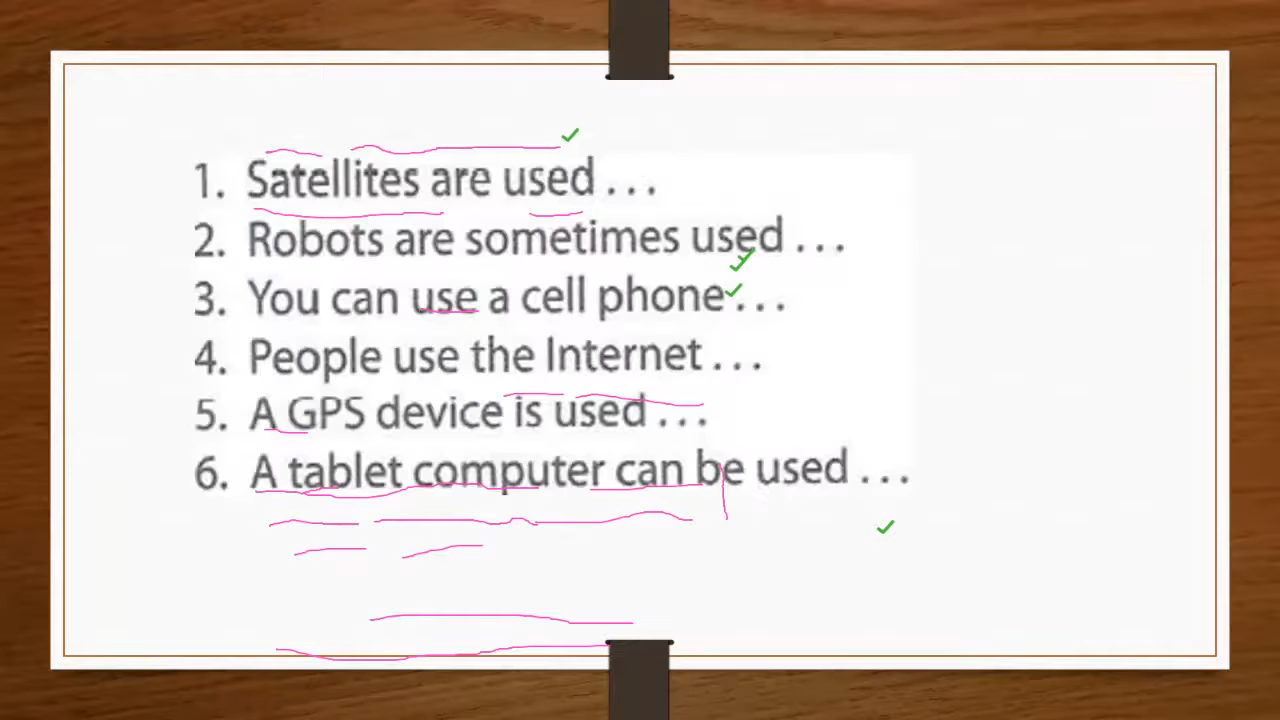 1. Satellites are used . . .
2. Robots are sometimes used . . .
3. You can use a cell phone . . .
4. People use the Internet . . .
5. A GPS device is used . . .
6. A tablet computer can be used . . .